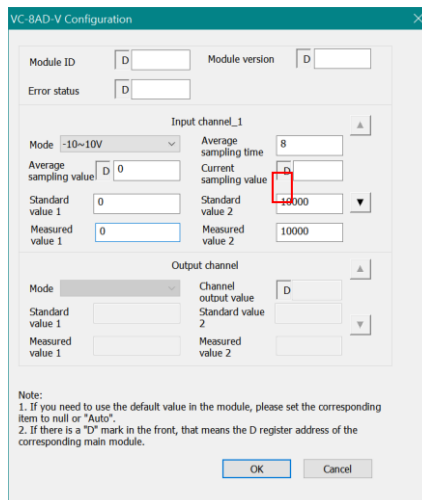 VC-8AD-V Configuration
Module ID D Module version D
Error status D
Input channel_1
Mode -10~10V Average sampling time 8
Average sampling value D 0 Current sampling value D
Standard value 1 0 Standard value 2 10000
Measured value 1 0 Measured value 2 10000
Output channel
Mode Channel output value D
Standard value 1 Standard value 2
Measured value 1 Measured value 2
Note:
1. If you need to use the default value in the module, please set the corresponding
item to null or "Auto".
2. If there is a "D" mark in the front, that means the D register address of the
corresponding main module.
OK Cancel